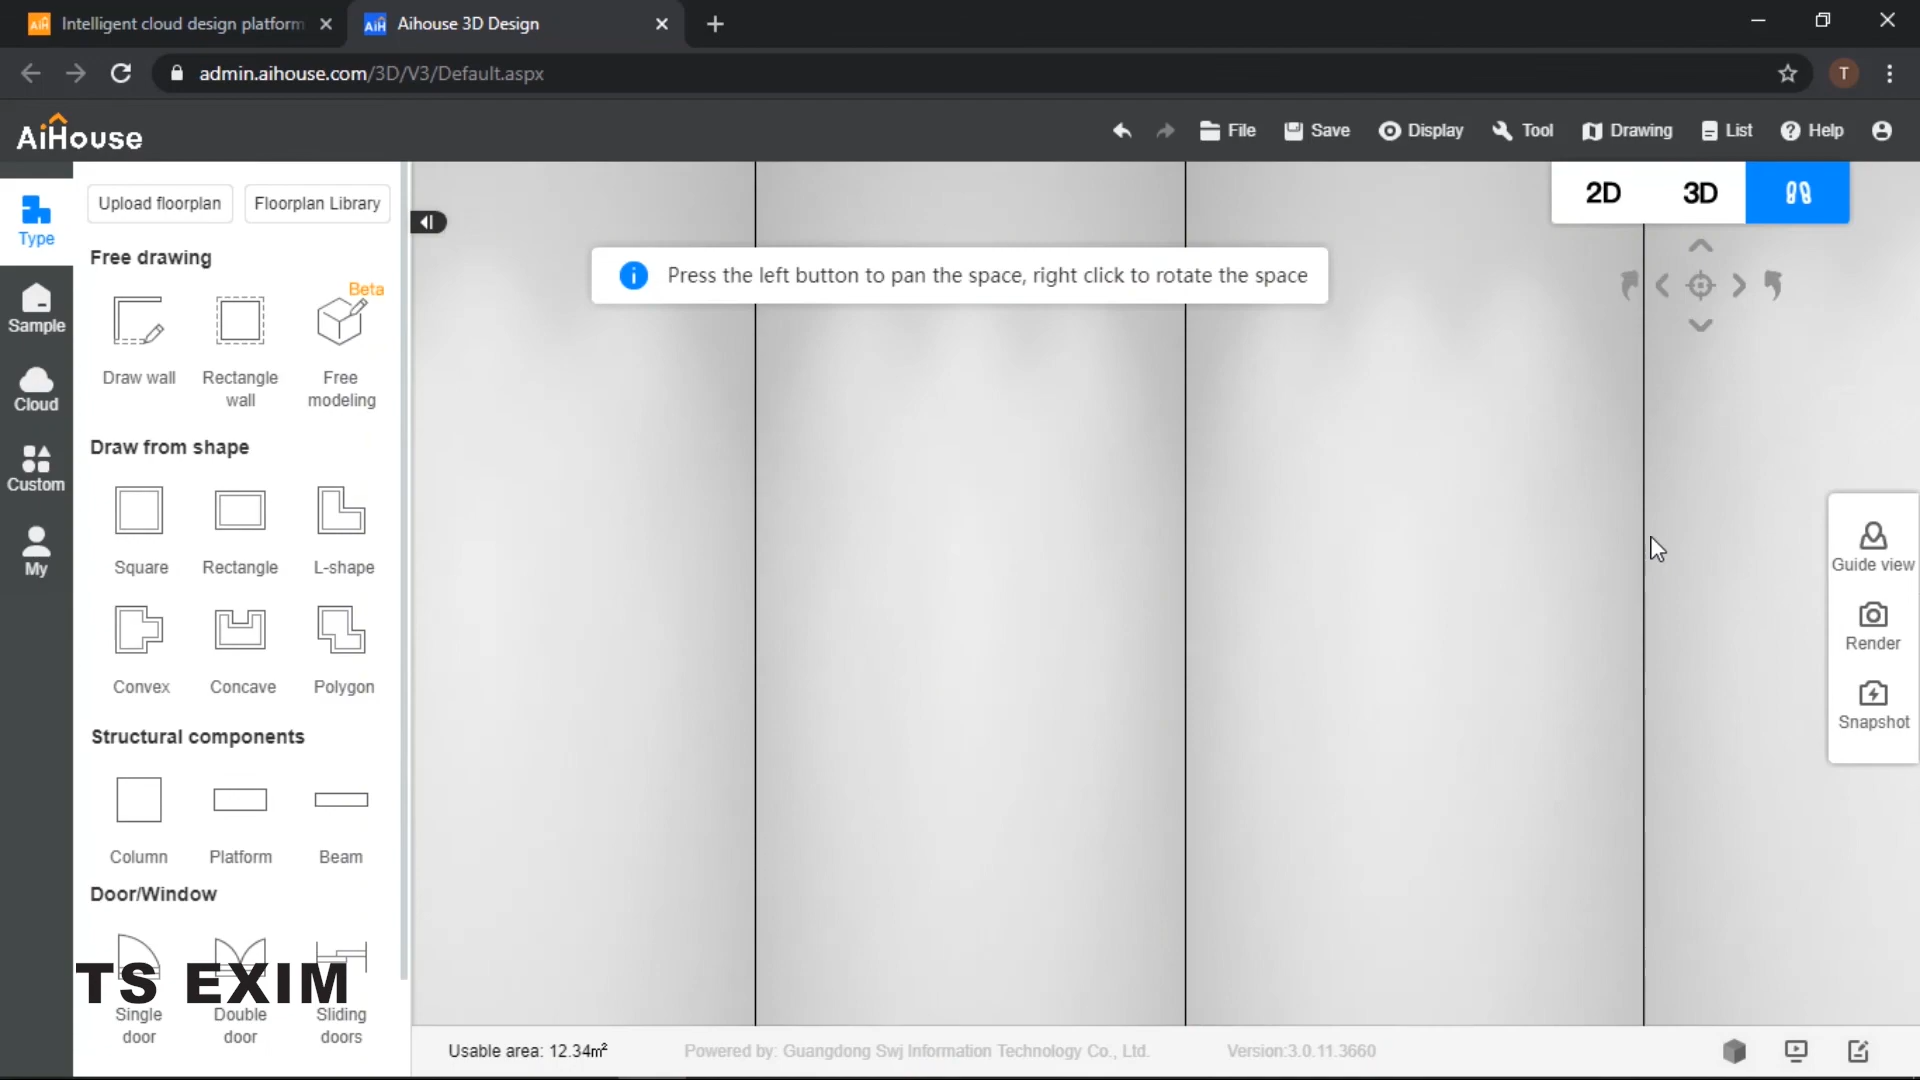 Intelligent cloud design platform
Aihouse 3D Design
admin.aihouse.com/3D/V3/Default.aspx
T
AiHouse
File
Save
Display
Tool
Drawing
List
Help
Type
Sample
Cloud
Custom
My
Upload floorplan
Floorplan Library
Free drawing
Beta
Draw wall
Rectangle wall
Free modeling
Draw from shape
Square
Rectangle
L-shape
Convex
Concave
Polygon
Structural components
Column
Platform
Beam
Door/Window
TS EXIM
Single door
Double door
Sliding doors
2D
3D
Press the left button to pan the space, right click to rotate the space
Guide view
Render
Snapshot
Usable area: 12.34m²
Powered by: Guangdong Swj Information Technology Co., Ltd.
Version:3.0.11.3660